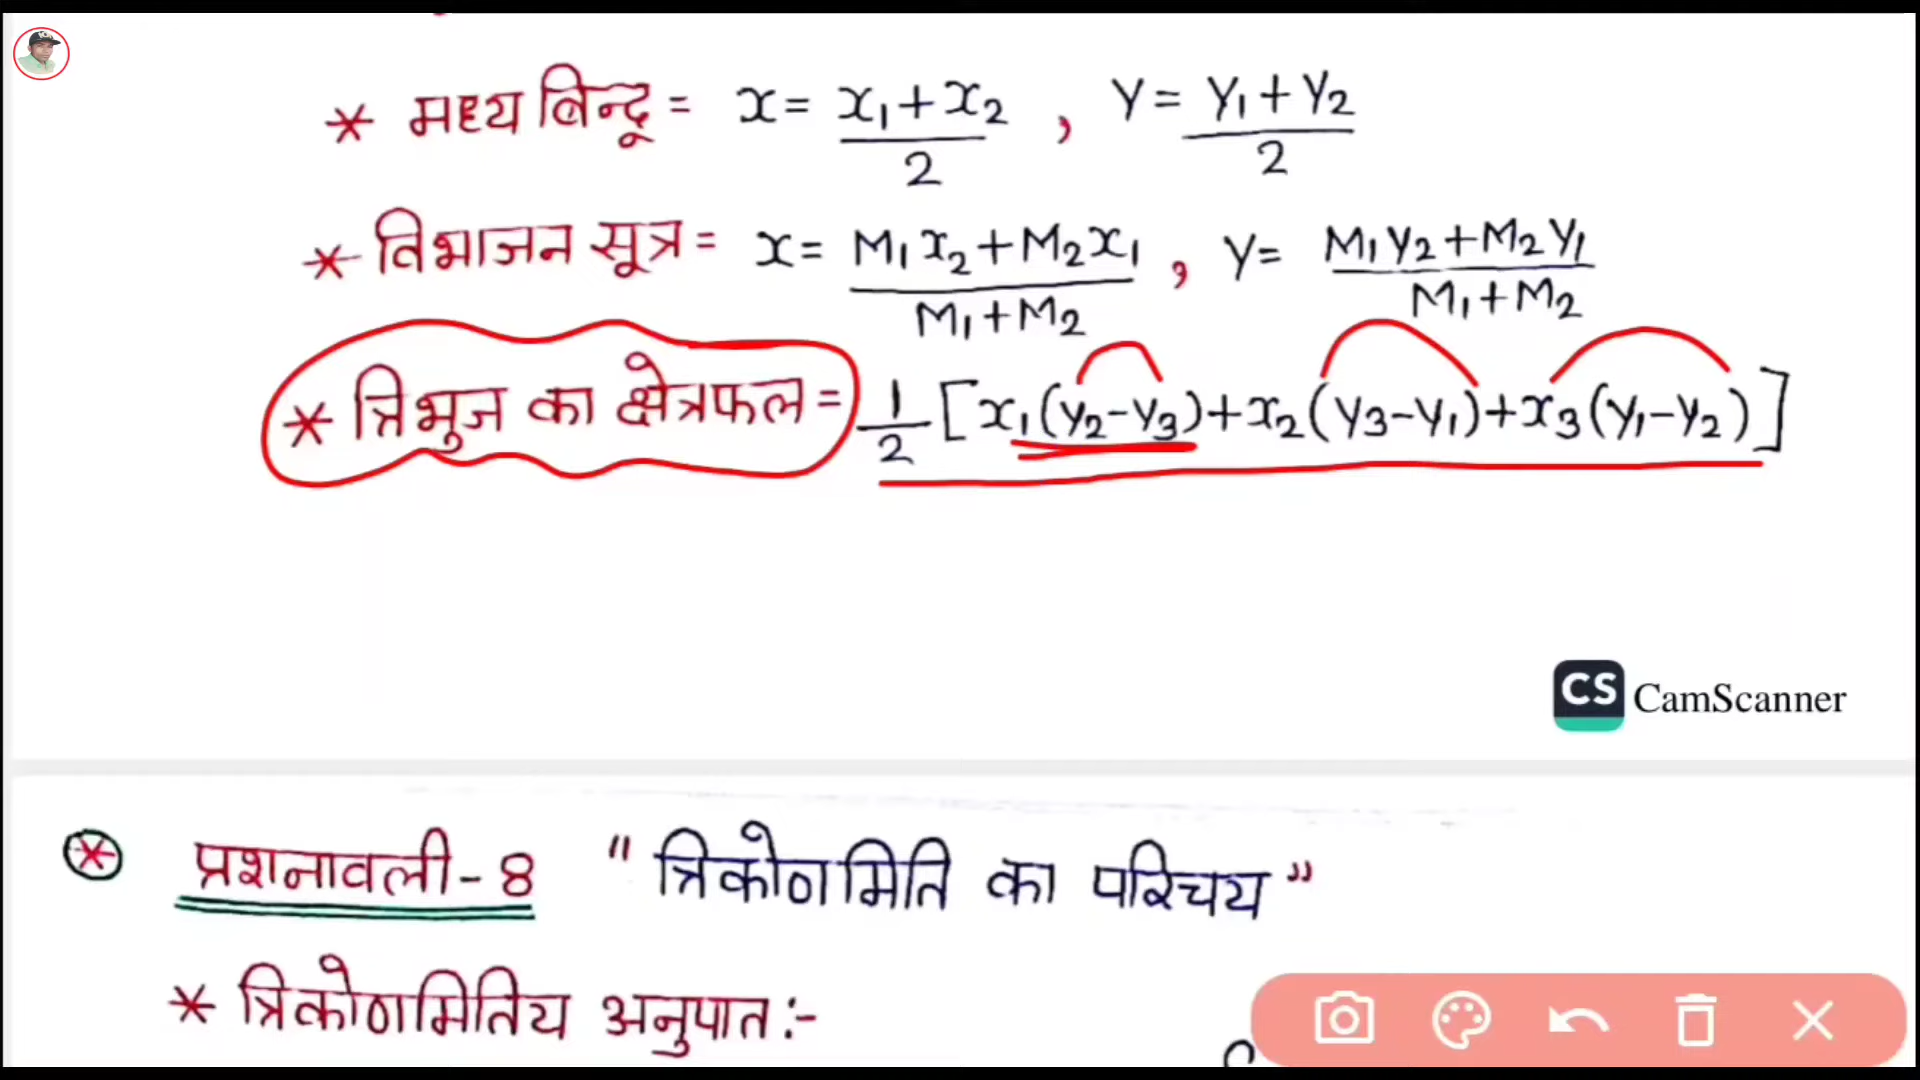 * मध्य बिन्दू = x = x₁+x₂/2 , y = y₁+y₂/2
* विभाजन सूत्र = x = M₁x₂+M₂x₁/M₁+M₂ , y = M₁y₂+M₂y₁/M₁+M₂
* त्रिभुज का क्षेत्रफल = 1/2 [x₁(y₂-y₃)+x₂(y₃-y₁)+x₃(y₁-y₂)]
CS CamScanner
* प्रशनावली-8 " त्रिकोणमिति का परिचय "
* त्रिकोणमितिय अनुपात :-